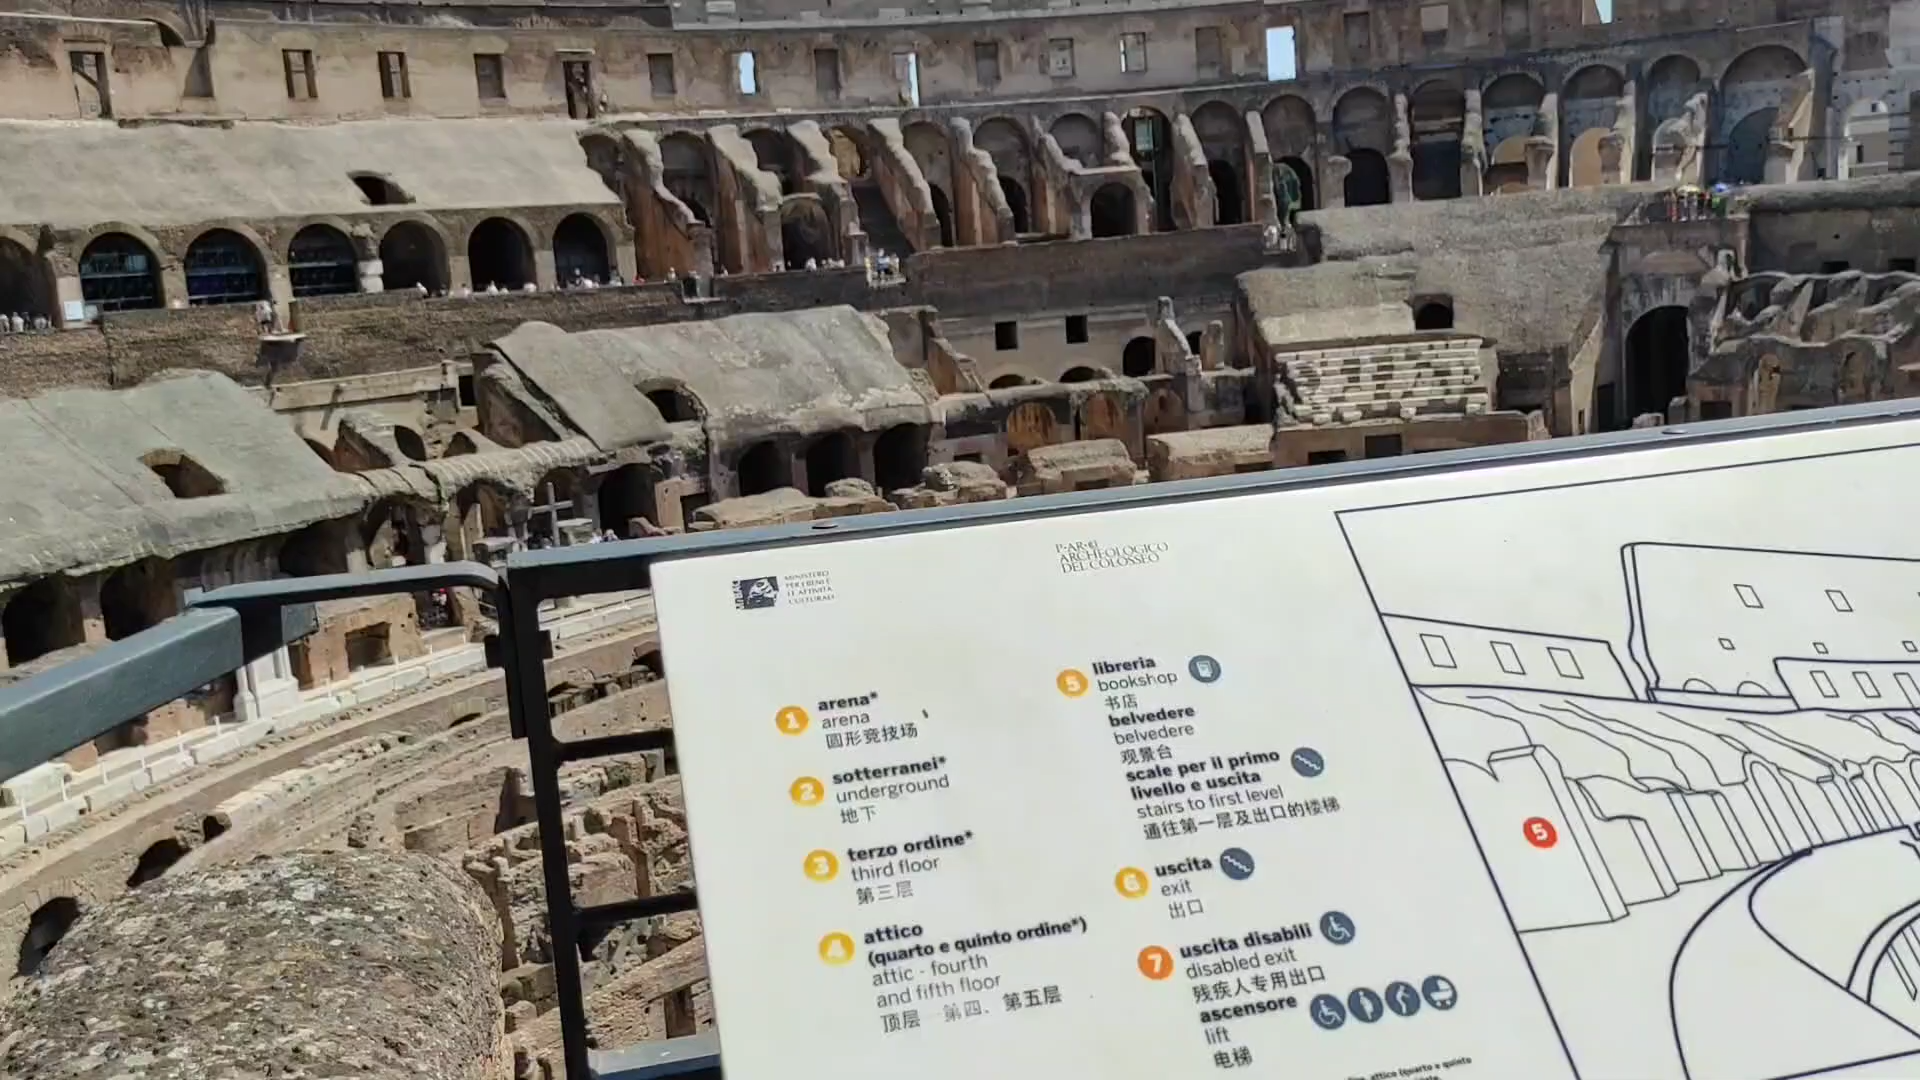 MINISTERO
PER I BENI E
LE ATTIVITÀ
CULTURALI
P·AR·CO
ARCHEOLOGICO
DEL COLOSSEO
1
arena*
arena
圆形竞技场
2
sotterranei*
underground
地下
3
terzo ordine*
third floor
第三层
4
attico
(quarto e quinto ordine*)
attic - fourth
and fifth floor
顶层 第四、第五层
5
libreria
bookshop
书店
belvedere
belvedere
观景台
scale per il primo
livello e uscita
stairs to first level
通往第一层及出口的楼梯
6
uscita
exit
出口
7
uscita disabili
disabled exit
残疾人专用出口
ascensore
lift
电梯
attico (quarto e quinto
5